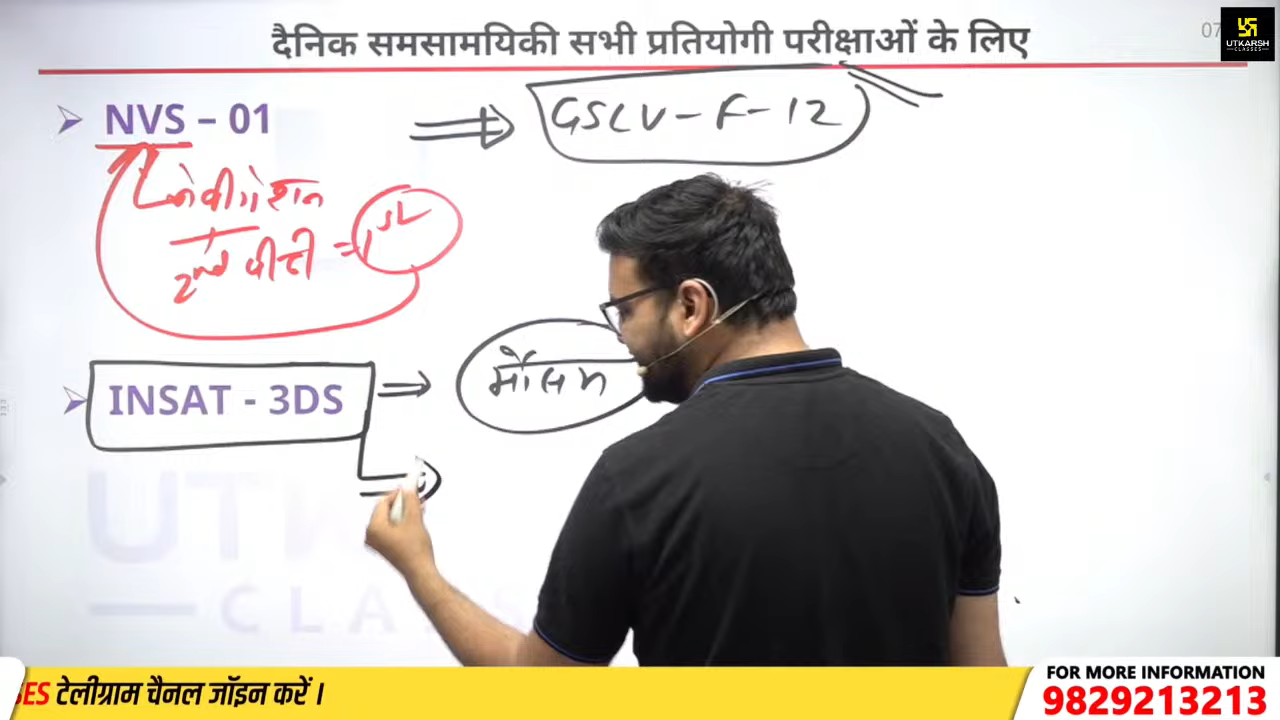 दैनिक समसामयिकी सभी प्रतियोगी परीक्षाओं के लिए
07
UTKARSH
CLASSES
NVS – 01
GSLV - F - 12
नेवीगेशन
2nd पीढ़ी = 1st
INSAT - 3DS
मौसम
टेलीग्राम चैनल जॉइन करें ।
FOR MORE INFORMATION
9829213213